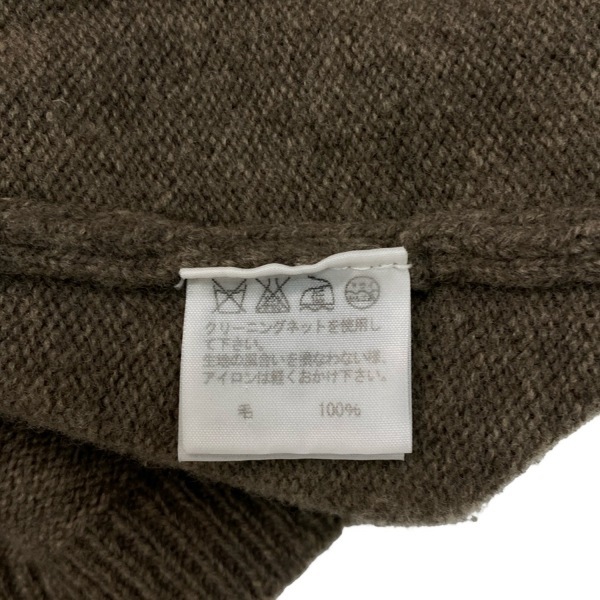 クリーニングネットを使用し
て下さい。
生地の風合いを損なわない様、
アイロンは軽くおかけ下さい。
毛 100%